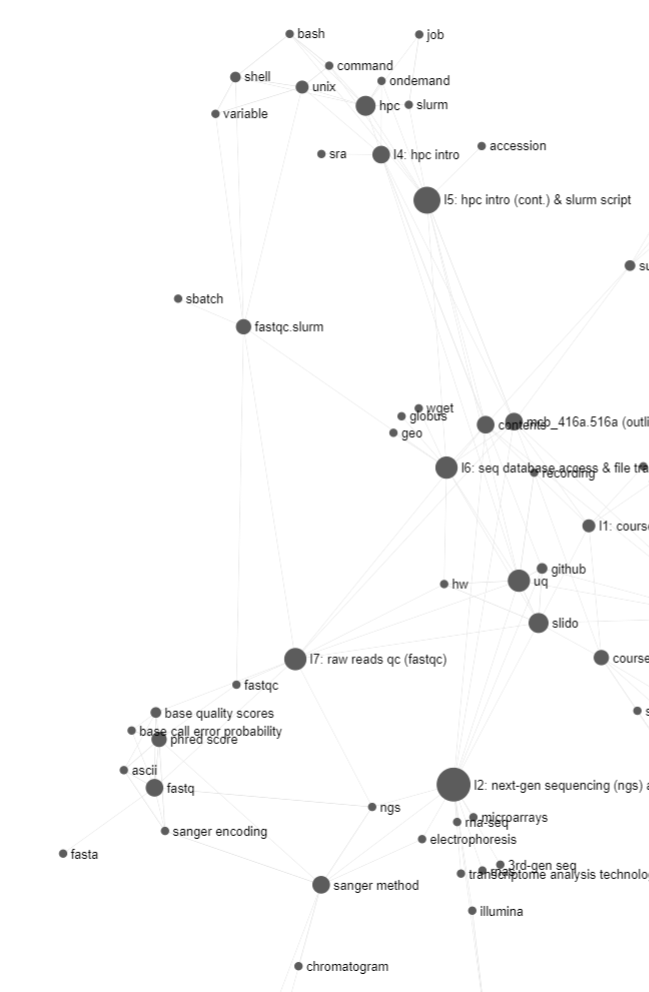 bash
job
command
shell
ondemand
unix
hpc
slurm
variable
accession
sra
l4: hpc intro
l5: hpc intro (cont.) & slurm script
su
sbatch
fastqc.slurm
wget
globus
mcb_416a.516a (outli
contents_
geo
l6: seq database access & file tra
recording
l1: course
github
uq
hw
slido
l7: raw reads qc (fastqc)
course
fastqc
s
base quality scores
base call error probability
phred score
ascii
l2: next-gen sequencing (ngs) a
fastq
ngs
microarrays
rna-seq
sanger encoding
electrophoresis
fasta
3rd-gen seq
transcriptome analysis technolo
sanger method
illumina
chromatogram